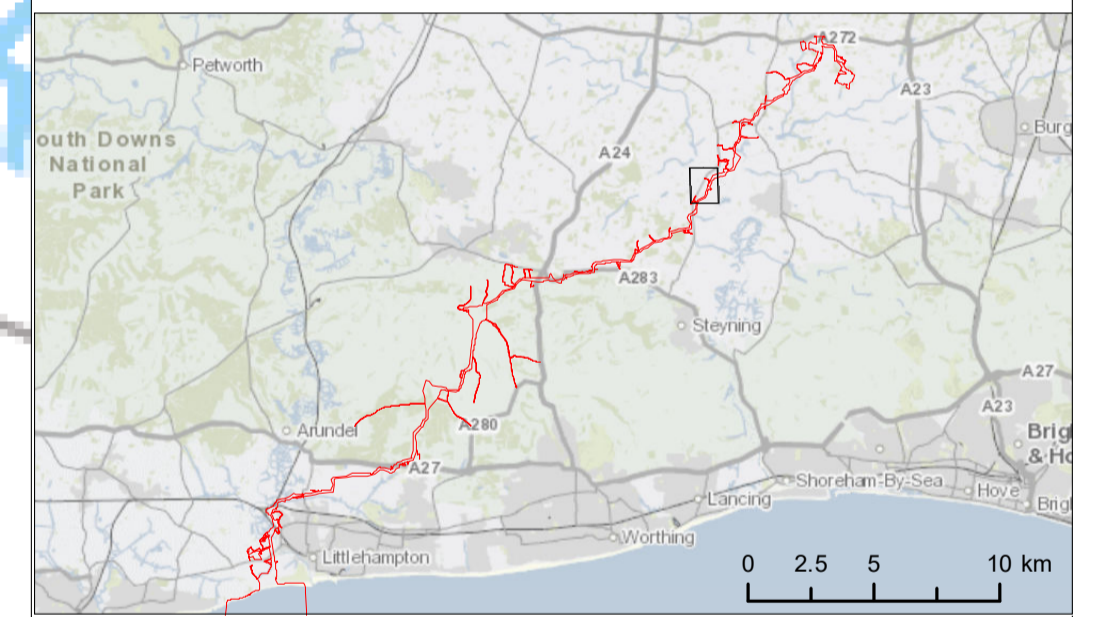 A272
Petworth
A23
Burg
outh Downs
National
Park
A24
A283
Steyning
A27
A23
A280
Arundel
Brig
& Ho
A27
Shoreham-By-Sea
Hove
Lancing
Brig
Worthing
Littlehampton
0 2.5 5 10 km